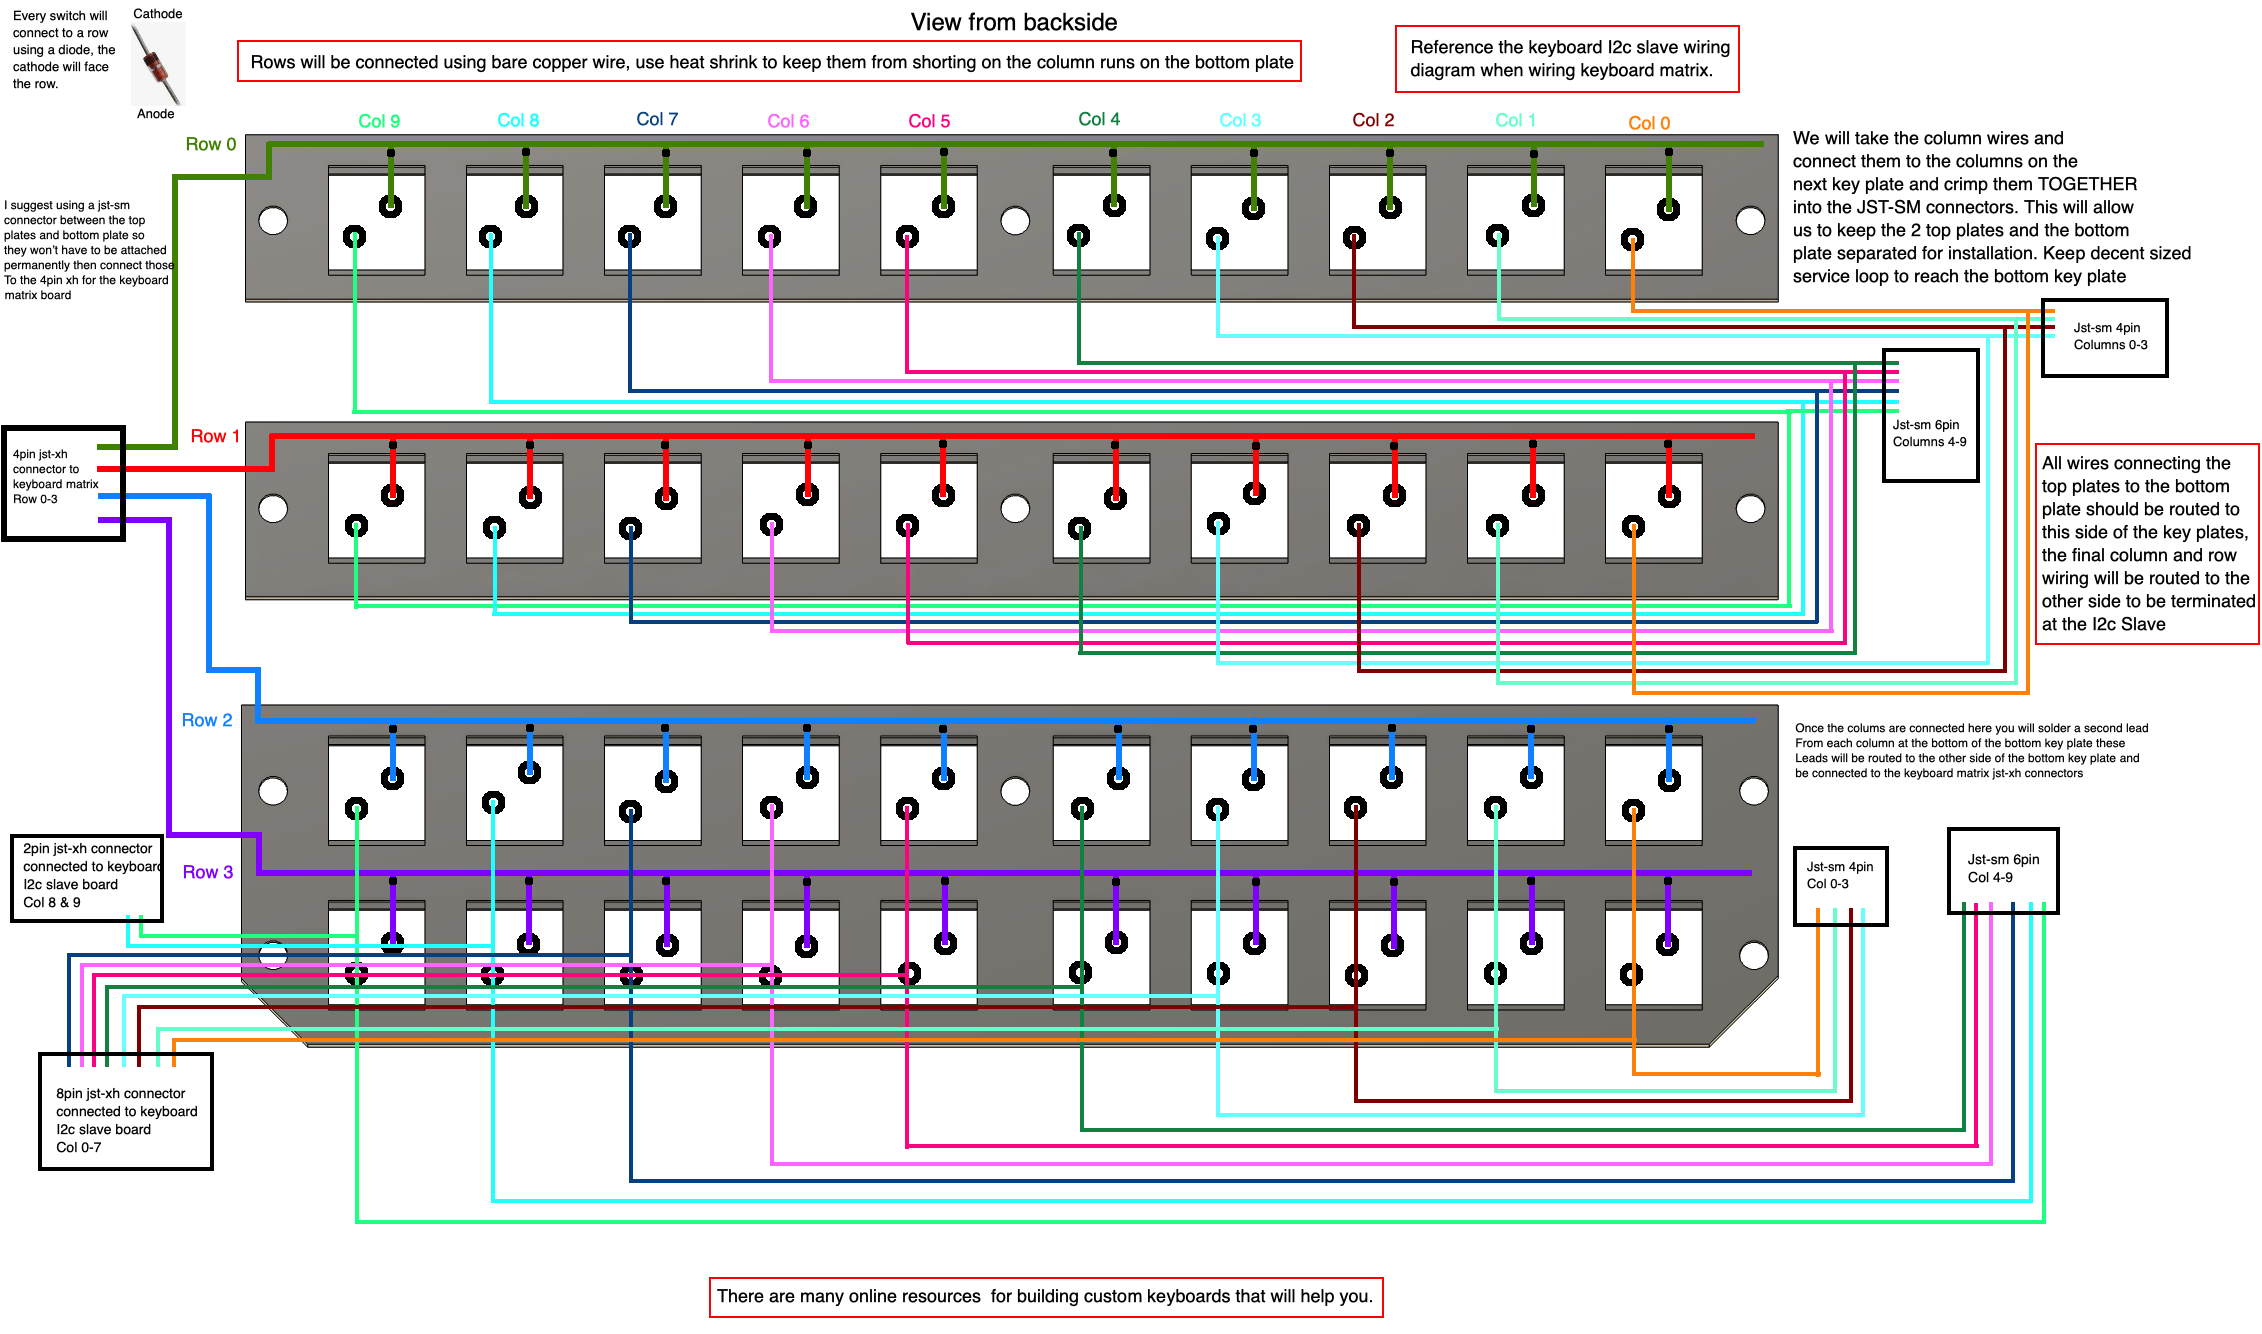 Every switch will
connect to a row
using a diode, the
cathode will face
the row.
Cathode
Anode
View from backside
Rows will be connected using bare copper wire, use heat shrink to keep them from shorting on the column runs on the bottom plate
Reference the keyboard I2c slave wiring
diagram when wiring keyboard matrix.
Col 9
Col 8
Col 7
Col 6
Col 5
Col 4
Col 3
Col 2
Col 1
Col 0
Row 0
We will take the column wires and
connect them to the columns on the
next key plate and crimp them TOGETHER
into the JST-SM connectors. This will allow
us to keep the 2 top plates and the bottom
plate separated for installation. Keep decent sized
service loop to reach the bottom key plate
I suggest using a jst-sm
connector between the top
plates and bottom plate so
they won't have to be attached
permanently then connect those
To the 4pin xh for the keyboard
matrix board
Jst-sm 4pin
Columns 0-3
Jst-sm 6pin
Columns 4-9
Row 1
4pin jst-xh
connector to
keyboard matrix
Row 0-3
All wires connecting the
top plates to the bottom
plate should be routed to
this side of the key plates,
the final column and row
wiring will be routed to the
other side to be terminated
at the I2c Slave
Row 2
Once the colums are connected here you will solder a second lead
From each column at the bottom of the bottom key plate these
Leads will be routed to the other side of the bottom key plate and
be connected to the keyboard matrix jst-xh connectors
2pin jst-xh connector
connected to keyboard
I2c slave board
Col 8 & 9
Row 3
Jst-sm 4pin
Col 0-3
Jst-sm 6pin
Col 4-9
8pin jst-xh connector
connected to keyboard
I2c slave board
Col 0-7
There are many online resources  for building custom keyboards that will help you.